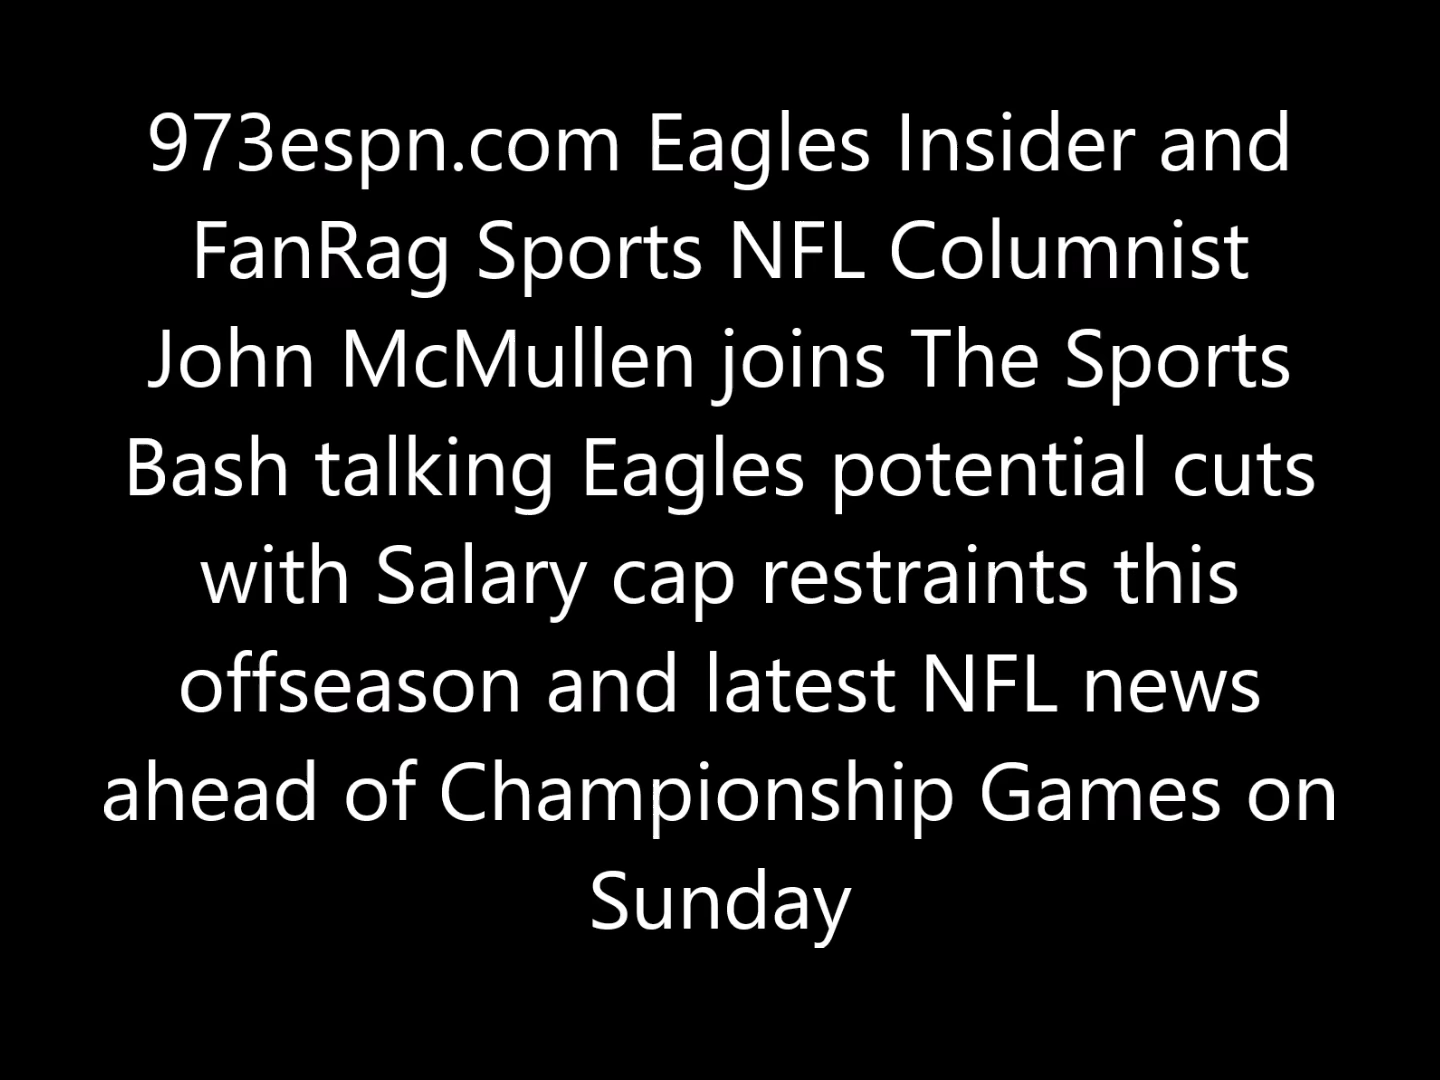 973espn.com Eagles Insider and
FanRag Sports NFL Columnist
John McMullen joins The Sports
Bash talking Eagles potential cuts
with Salary cap restraints this
offseason and latest NFL news
ahead of Championship Games on
Sunday